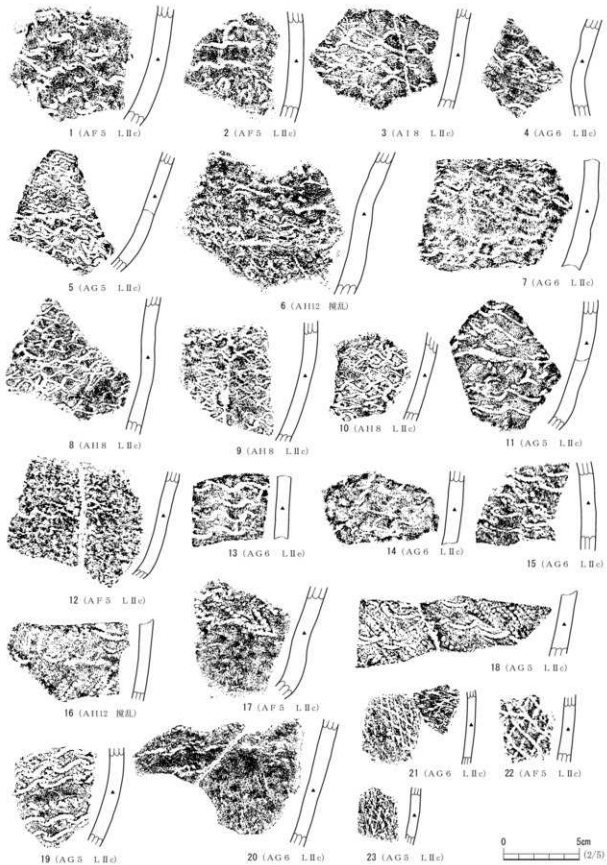 1 (AF5 LⅡc)
2 (AF5 LⅡc)
3 (AI8 LⅡc)
4 (AG6 LⅡc)
5 (AG5 LⅡc)
6 (AH12 撹乱)
7 (AG6 LⅡc)
8 (AH8 LⅡc)
9 (AH8 LⅡc)
10 (AH8 LⅡc)
11 (AG5 LⅡc)
12 (AF5 LⅡc)
13 (AG6 LⅡe)
14 (AG6 LⅡc)
15 (AG6 LⅡc)
16 (AH12 撹乱)
17 (AF5 LⅡc)
18 (AG5 LⅡc)
19 (AG5 LⅡc)
20 (AG6 LⅡc)
21 (AG6 LⅡc)
22 (AF5 LⅡc)
23 (AG5 LⅡc)
0 5cm
(2/5)